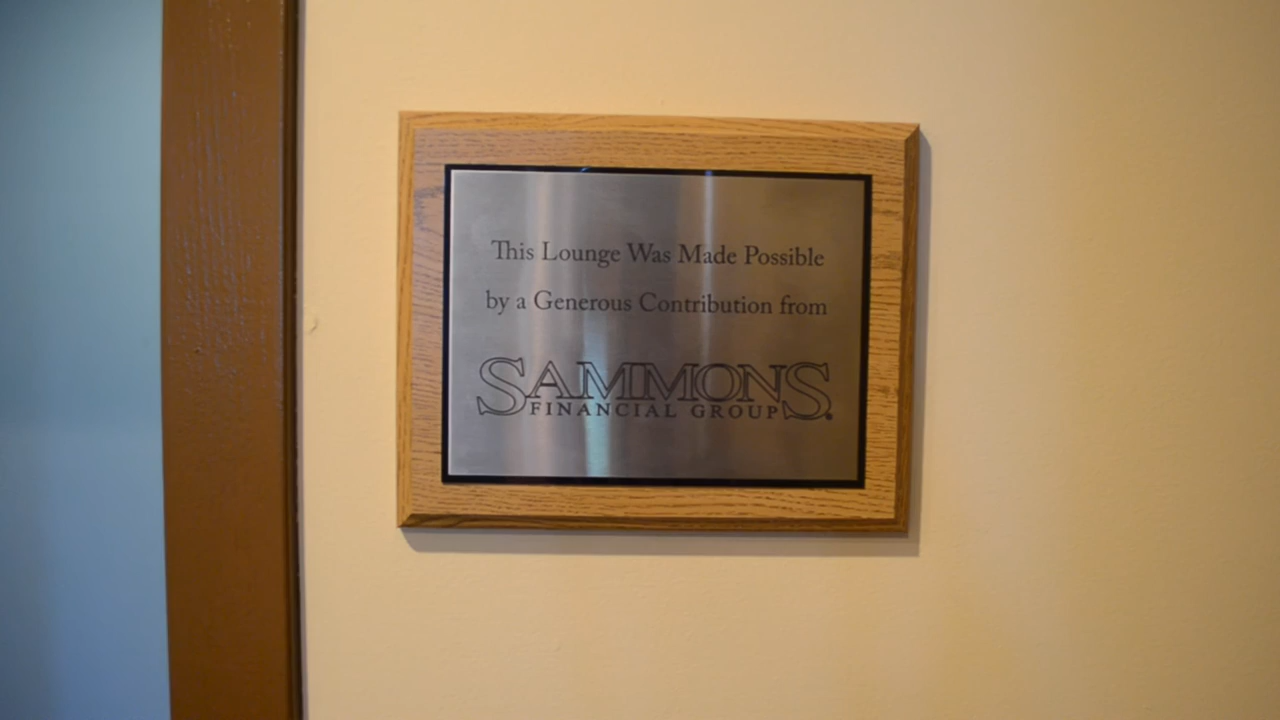 This Lounge Was Made Possible
by a Generous Contribution from
SAMMONS
FINANCIAL GROUP